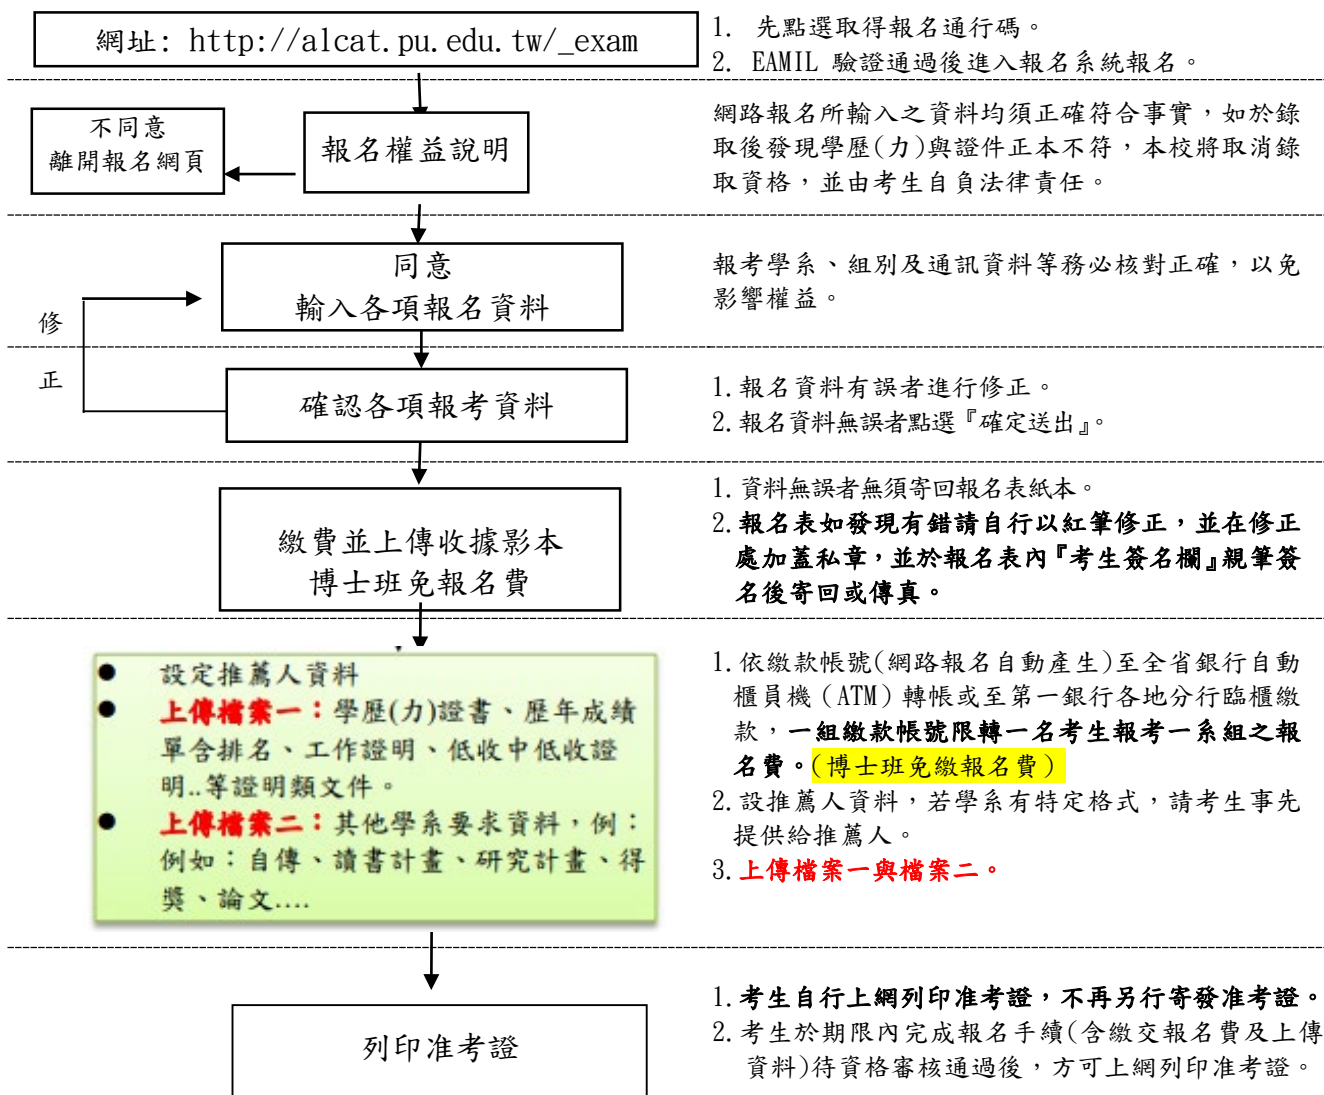 網址: http://alcat.pu.edu.tw/_exam
1. 先點選取得報名通行碼。
2. EAMIL 驗證通過後進入報名系統報名。
不同意
離開報名網頁
報名權益說明
網路報名所輸入之資料均須正確符合事實，如於錄
取後發現學歷(力)與證件正本不符，本校將取消錄
取資格，並由考生自負法律責任。
同意
輸入各項報名資料
報考學系、組別及通訊資料等務必核對正確，以免
影響權益。
修
正
確認各項報考資料
1.報名資料有誤者進行修正。
2.報名資料無誤者點選『確定送出』。
繳費並上傳收據影本
博士班免報名費
1.資料無誤者無須寄回報名表紙本。
2.報名表如發現有錯請自行以紅筆修正，並在修正
處加蓋私章，並於報名表內『考生簽名欄』親筆簽
名後寄回或傳真。
● 設定推薦人資料
● 上傳檔案一：學歷(力)證書、歷年成績
單含排名、工作證明、低收中低收證
明..等證明類文件。
● 上傳檔案二：其他學系要求資料，例：
例如：自傳、讀書計畫、研究計畫、得
獎、論文....
1.依繳款帳號(網路報名自動產生)至全省銀行自動
櫃員機（ATM）轉帳或至第一銀行各地分行臨櫃繳
款，一組繳款帳號限轉一名考生報考一系組之報
名費。(博士班免繳報名費)
2.設推薦人資料，若學系有特定格式，請考生事先
提供給推薦人。
3.上傳檔案一與檔案二。
列印准考證
1.考生自行上網列印准考證，不再另行寄發准考證。
2.考生於期限內完成報名手續(含繳交報名費及上傳
資料)待資格審核通過後，方可上網列印准考證。